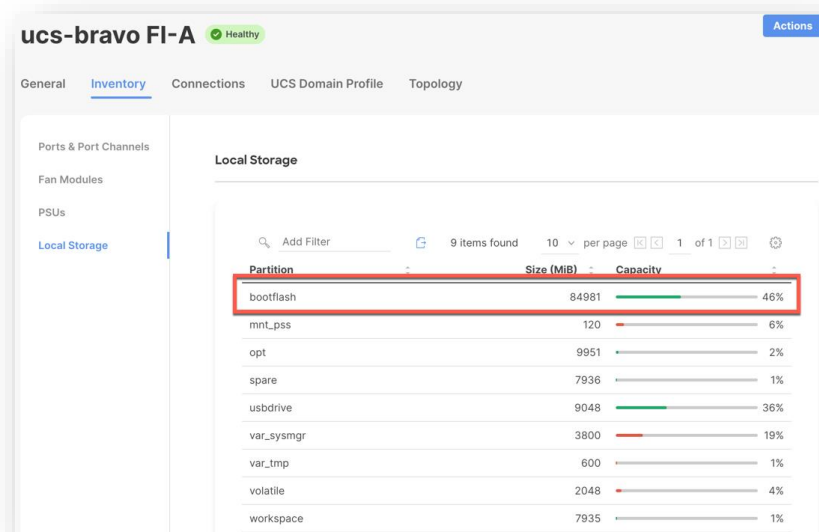 ucs-bravo FI-A Healthy Actions
General Inventory Connections UCS Domain Profile Topology
Ports & Port Channels
Fan Modules
PSUs
Local Storage
Local Storage
Add Filter 9 items found 10 per page 1 of 1
Partition Size (MiB) Capacity
bootflash 84981 46%
mnt_pss 120 6%
opt 9951 2%
spare 7936 1%
usbdrive 9048 36%
var_sysmgr 3800 19%
var_tmp 600 1%
volatile 2048 4%
workspace 7935 1%